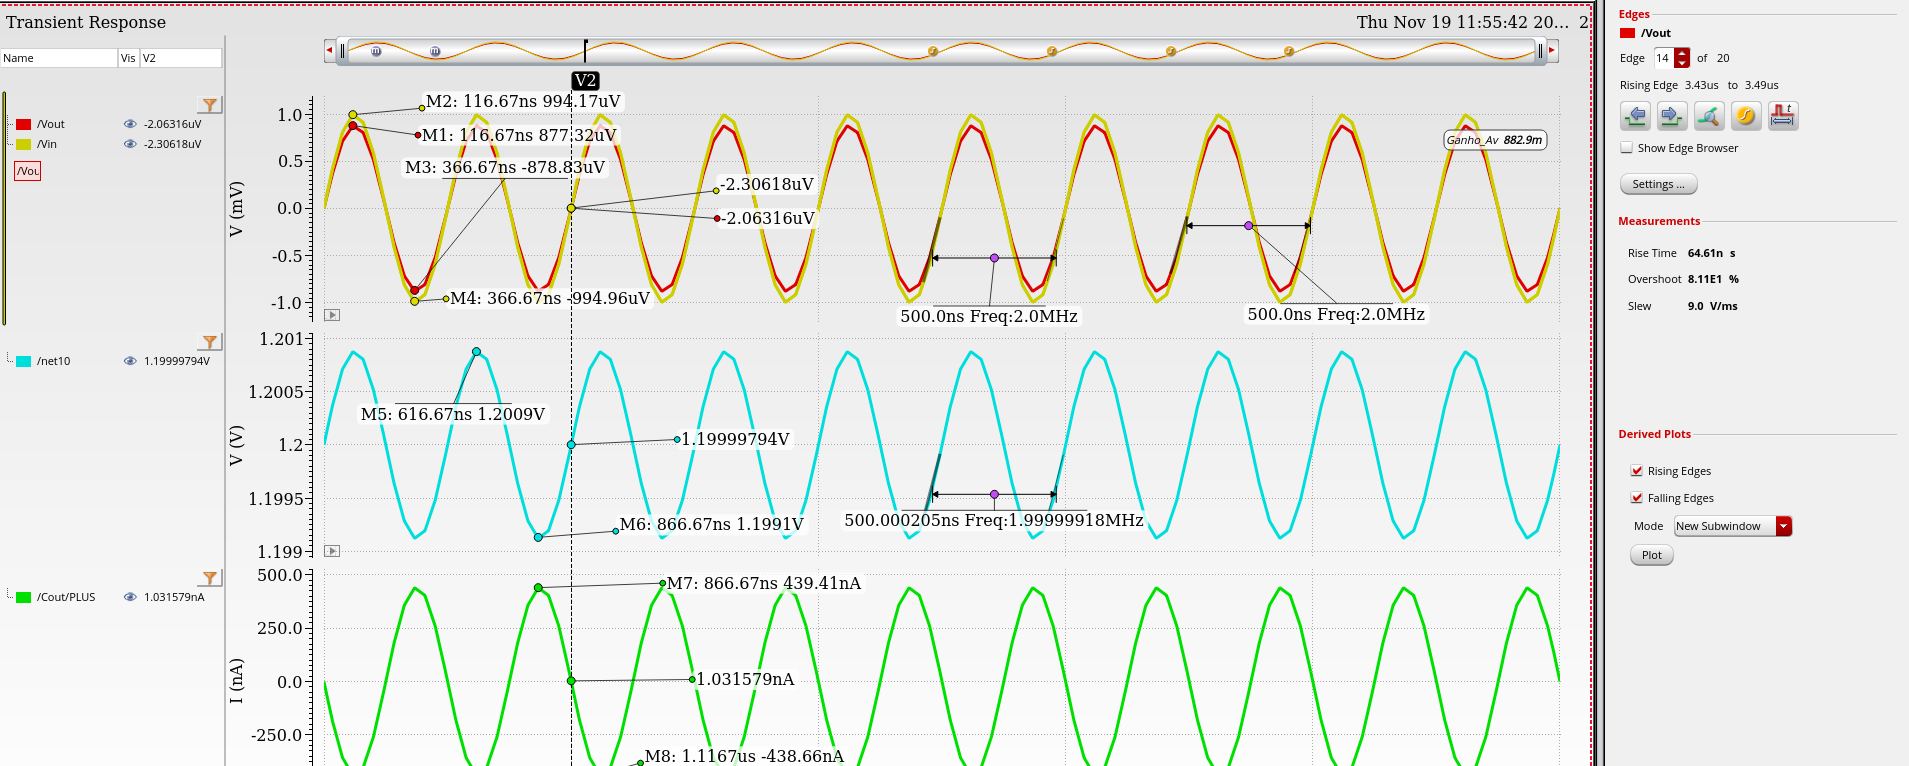 Transient Response
Thu Nov 19 11:55:42 20... 2
Name Vis V2
/Vout -2.06316uV
/Vin -2.30618uV
/Vou
/net10 1.19999794V
/Cout/PLUS 1.031579nA
V2
V (mV)
1.0
0.5
0.0
-0.5
-1.0
M2: 116.67ns 994.17uV
M1: 116.67ns 877.32uV
M3: 366.67ns -878.83uV
-2.30618uV
-2.06316uV
M4: 366.67ns -994.96uV
Ganho_Av 882.9m
500.0ns Freq:2.0MHz
500.0ns Freq:2.0MHz
V (V)
1.201
1.2005
1.2
1.1995
1.199
M5: 616.67ns 1.2009V
1.19999794V
M6: 866.67ns 1.1991V
500.000205ns Freq:1.99999918MHz
I (nA)
500.0
250.0
0.0
-250.0
M7: 866.67ns 439.41nA
1.031579nA
M8: 1.1167us -438.66nA
Edges
/Vout
Edge 14 of 20
Rising Edge 3.43us to 3.49us
Show Edge Browser
Settings ...
Measurements
Rise Time 64.61n s
Overshoot 8.11E1 %
Slew 9.0 V/ms
Derived Plots
Rising Edges
Falling Edges
Mode New Subwindow
Plot